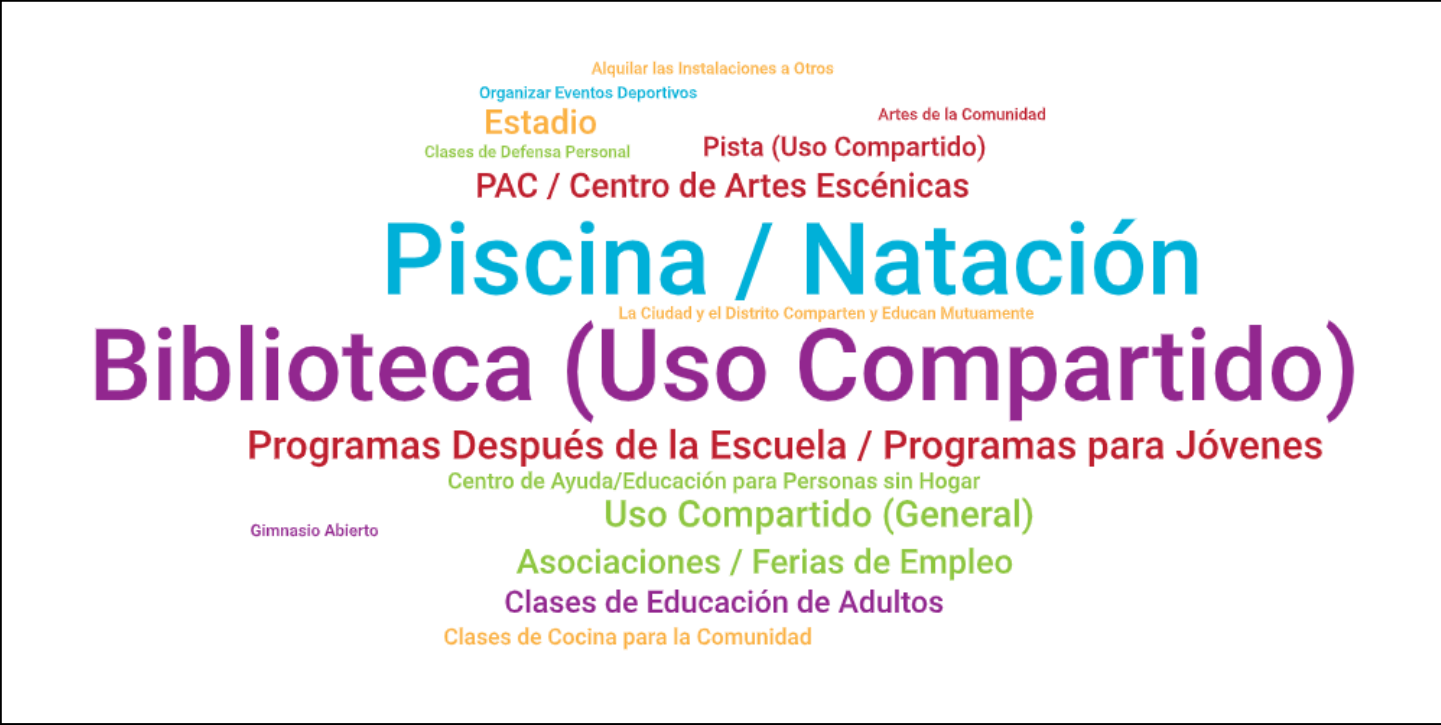 Alquilar las Instalaciones a Otros
Organizar Eventos Deportivos
Estadio
Artes de la Comunidad
Clases de Defensa Personal
Pista (Uso Compartido)
PAC / Centro de Artes Escénicas
Piscina / Natación
La Ciudad y el Distrito Comparten y Educan Mutuamente
Biblioteca (Uso Compartido)
Programas Después de la Escuela / Programas para Jóvenes
Centro de Ayuda/Educación para Personas sin Hogar
Uso Compartido (General)
Gimnasio Abierto
Asociaciones / Ferias de Empleo
Clases de Educación de Adultos
Clases de Cocina para la Comunidad